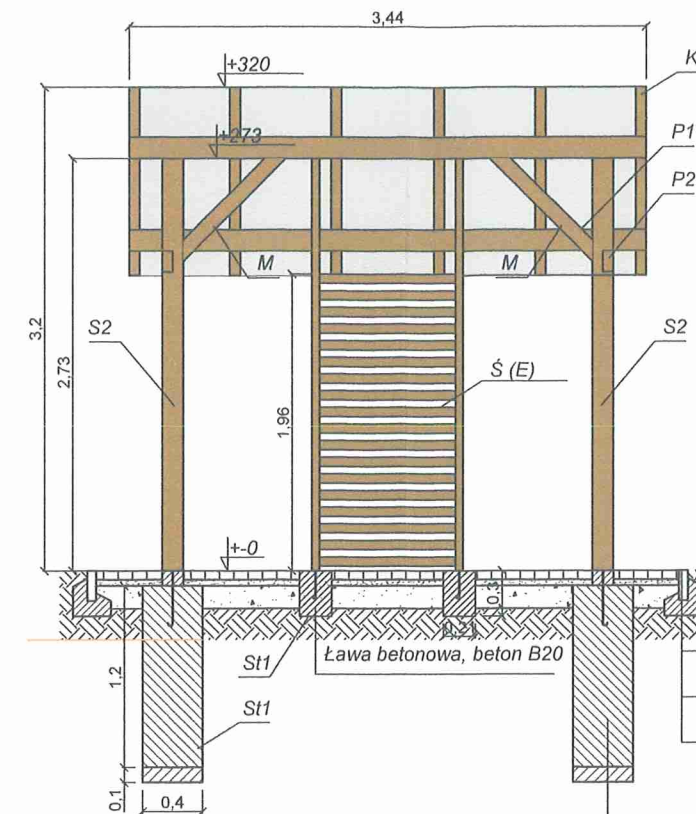 3,44
+320
K
+273
P1
P2
M
M
3,2
2,73
S2
S2
1,96
Ś (E)
+-0
0,3
0,2
St1
Ława betonowa, beton B20
1,2
St1
0,1
0,4